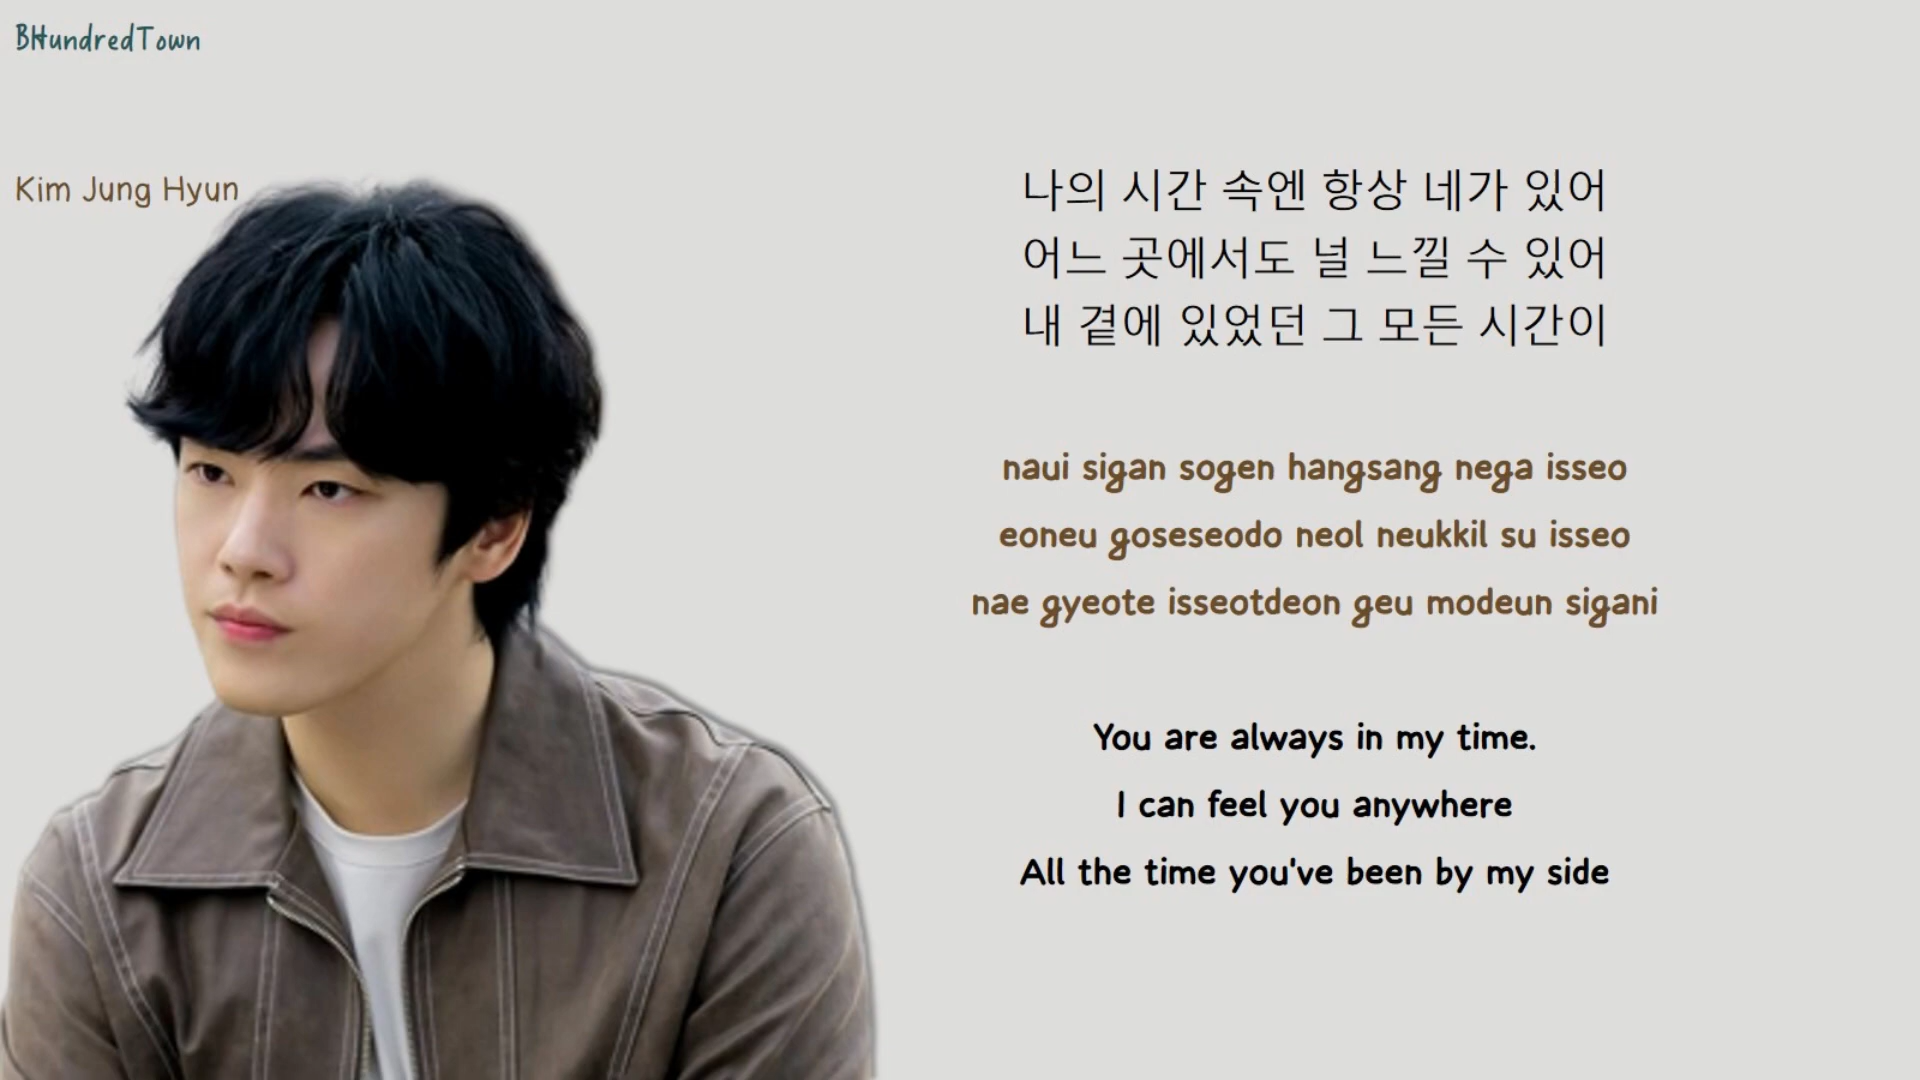 BHundredTown
Kim Jung Hyun
나의 시간 속엔 항상 네가 있어
어느 곳에서도 널 느낄 수 있어
내 곁에 있었던 그 모든 시간이
naui sigan sogen hangsang nega isseo
eoneu goseseodo neol neukkil su isseo
nae gyeote isseotdeon geu modeun sigani
You are always in my time.
I can feel you anywhere
All the time you've been by my side